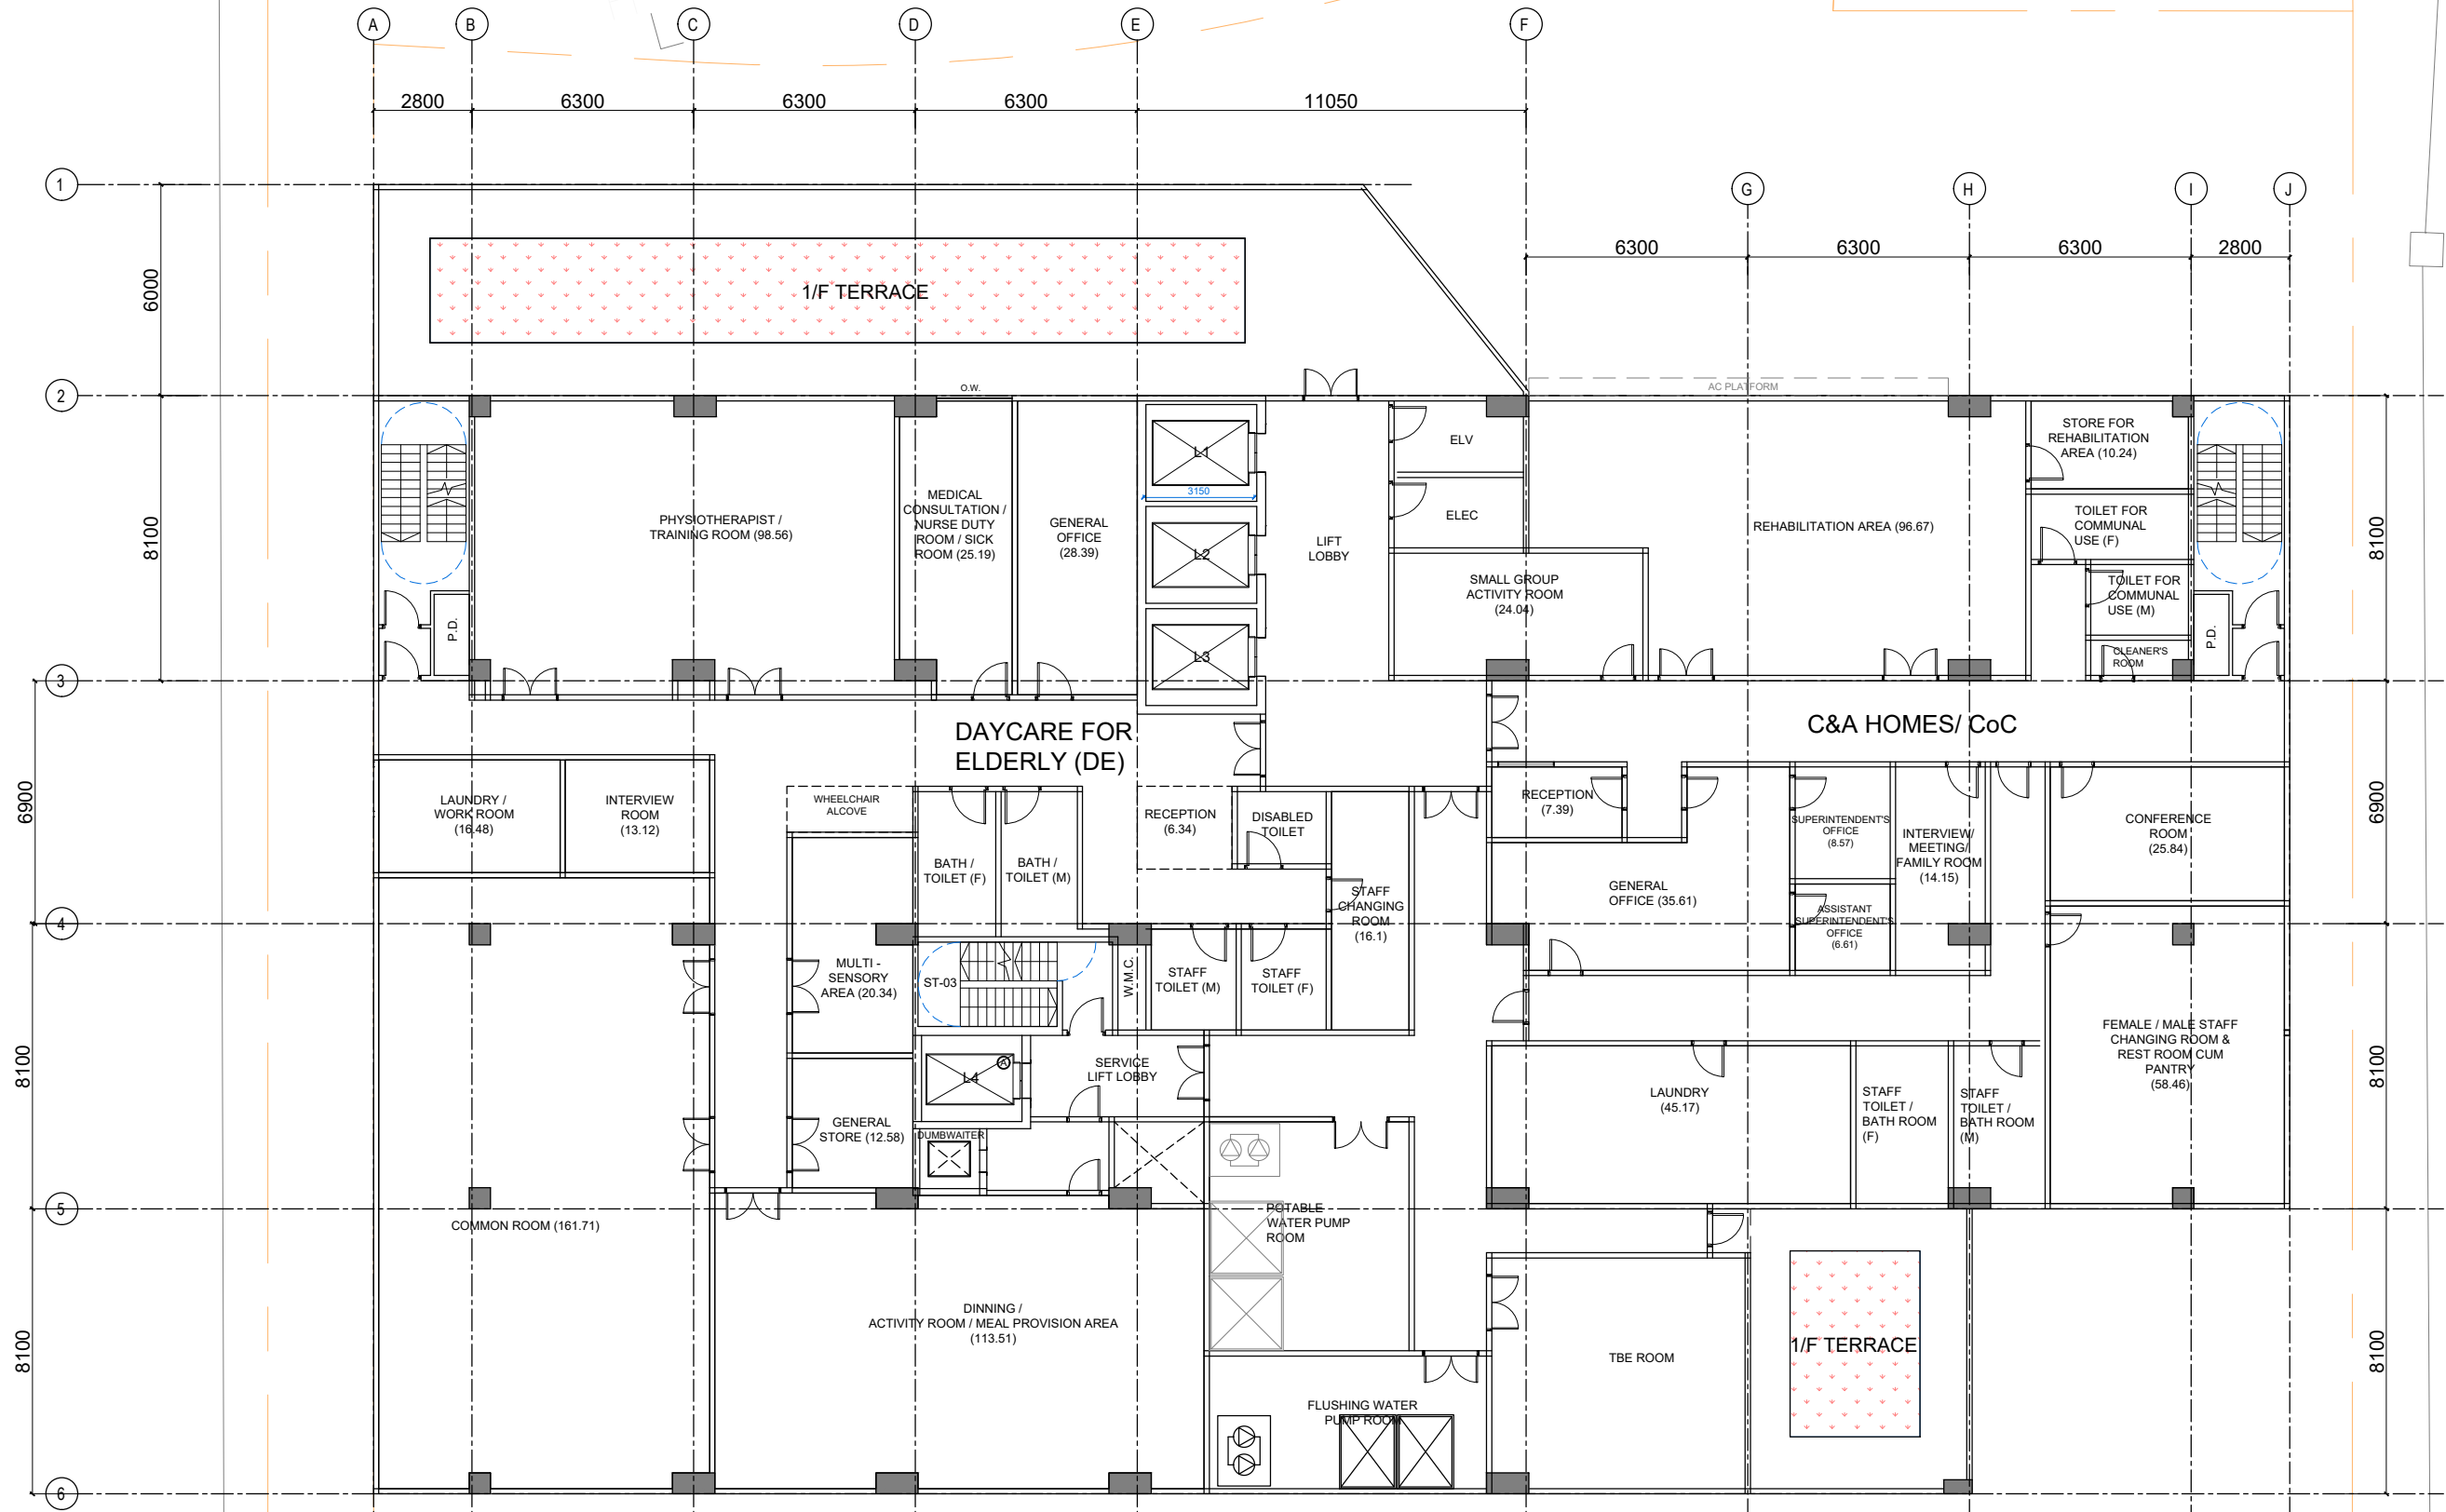 A
B
C
D
E
F
2800
6300
6300
6300
11050
1
G
H
I
J
6300
6300
6300
2800
6000
1/F TERRACE
2
O.W.
AC PLATFORM
8100
8100
PHYSIOTHERAPIST /
TRAINING ROOM (98.56)
MEDICAL
CONSULTATION /
NURSE DUTY
ROOM / SICK
ROOM (25.19)
GENERAL
OFFICE
(28.39)
L1
3150
L2
L3
LIFT
LOBBY
ELV
ELEC
SMALL GROUP
ACTIVITY ROOM
(24.04)
REHABILITATION AREA (96.67)
STORE FOR
REHABILITATION
AREA (10.24)
TOILET FOR
COMMUNAL
USE (F)
TOILET FOR
COMMUNAL
USE (M)
CLEANER'S
ROOM
P.D.
P.D.
3
DAYCARE FOR
ELDERLY (DE)
C&A HOMES/ CoC
6900
6900
LAUNDRY /
WORK ROOM
(16.48)
INTERVIEW
ROOM
(13.12)
WHEELCHAIR
ALCOVE
BATH /
TOILET (F)
BATH /
TOILET (M)
RECEPTION
(6.34)
DISABLED
TOILET
STAFF
CHANGING
ROOM
(16.1)
RECEPTION
(7.39)
GENERAL
OFFICE (35.61)
SUPERINTENDENT'S
OFFICE
(8.57)
ASSISTANT
SUPERINTENDENT'S
OFFICE
(6.61)
INTERVIEW/
MEETING/
FAMILY ROOM
(14.15)
CONFERENCE
ROOM
(25.84)
4
MULTI -
SENSORY
AREA (20.34)
ST-03
W.M.C.
STAFF
TOILET (M)
STAFF
TOILET (F)
8100
8100
L4
A
SERVICE
LIFT LOBBY
GENERAL
STORE (12.58)
DUMBWAITER
LAUNDRY
(45.17)
STAFF
TOILET /
BATH ROOM
(F)
STAFF
TOILET /
BATH ROOM
(M)
FEMALE / MALE STAFF
CHANGING ROOM &
REST ROOM CUM
PANTRY
(58.46)
5
COMMON ROOM (161.71)
POTABLE
WATER PUMP
ROOM
8100
8100
DINNING /
ACTIVITY ROOM / MEAL PROVISION AREA
(113.51)
TBE ROOM
1/F TERRACE
FLUSHING WATER
PUMP ROOM
6